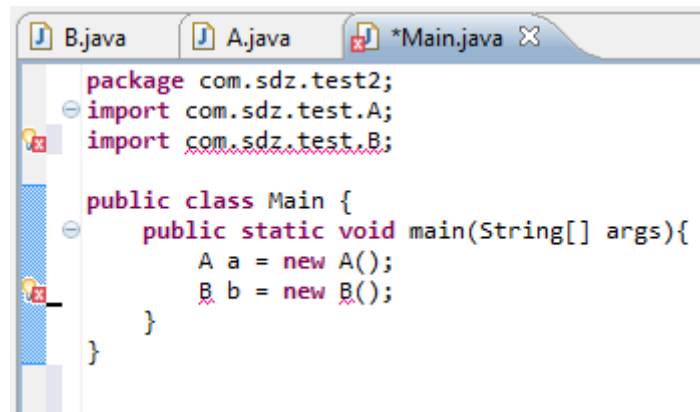 B.java A.java *Main.java
package com.sdz.test2;
import com.sdz.test.A;
import com.sdz.test.B;
public class Main {
public static void main(String[] args){
A a = new A();
B b = new B();
}
}